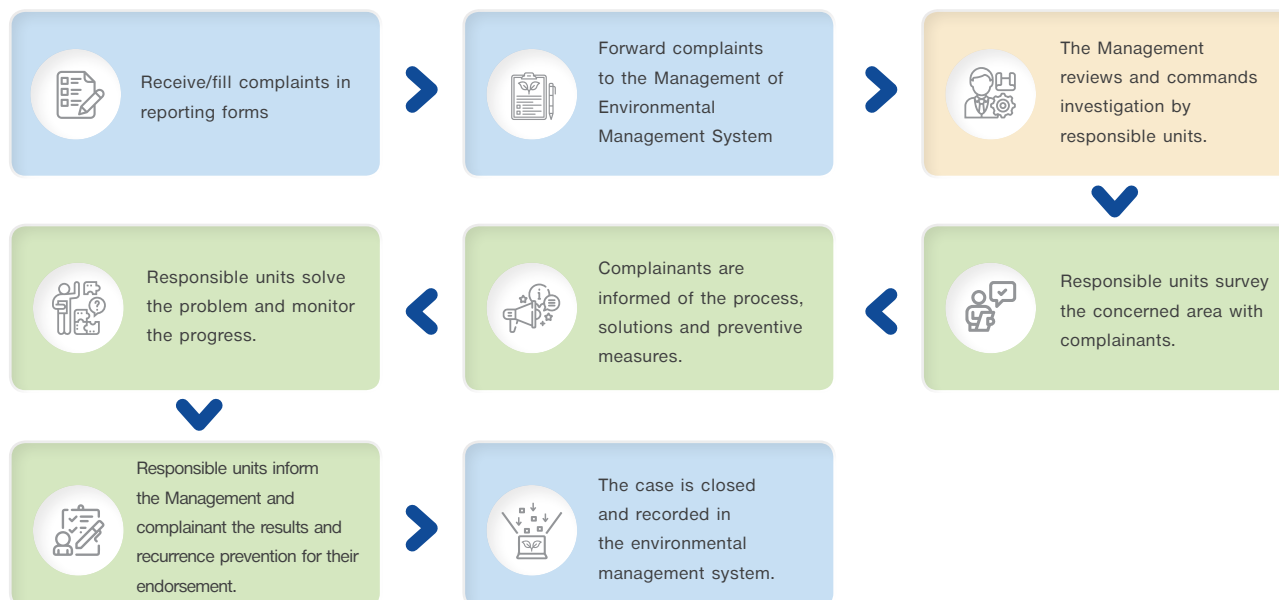 Receive/fill complaints in
reporting forms
Forward complaints
to the Management of
Environmental
Management System
The Management
reviews and commands
investigation by
responsible units.
Responsible units survey
the concerned area with
complainants.
Complainants are
informed of the process,
solutions and preventive
measures.
Responsible units solve
the problem and monitor
the progress.
Responsible units inform
the Management and
complainant the results and
recurrence prevention for their
endorsement.
The case is closed
and recorded in
the environmental
management system.